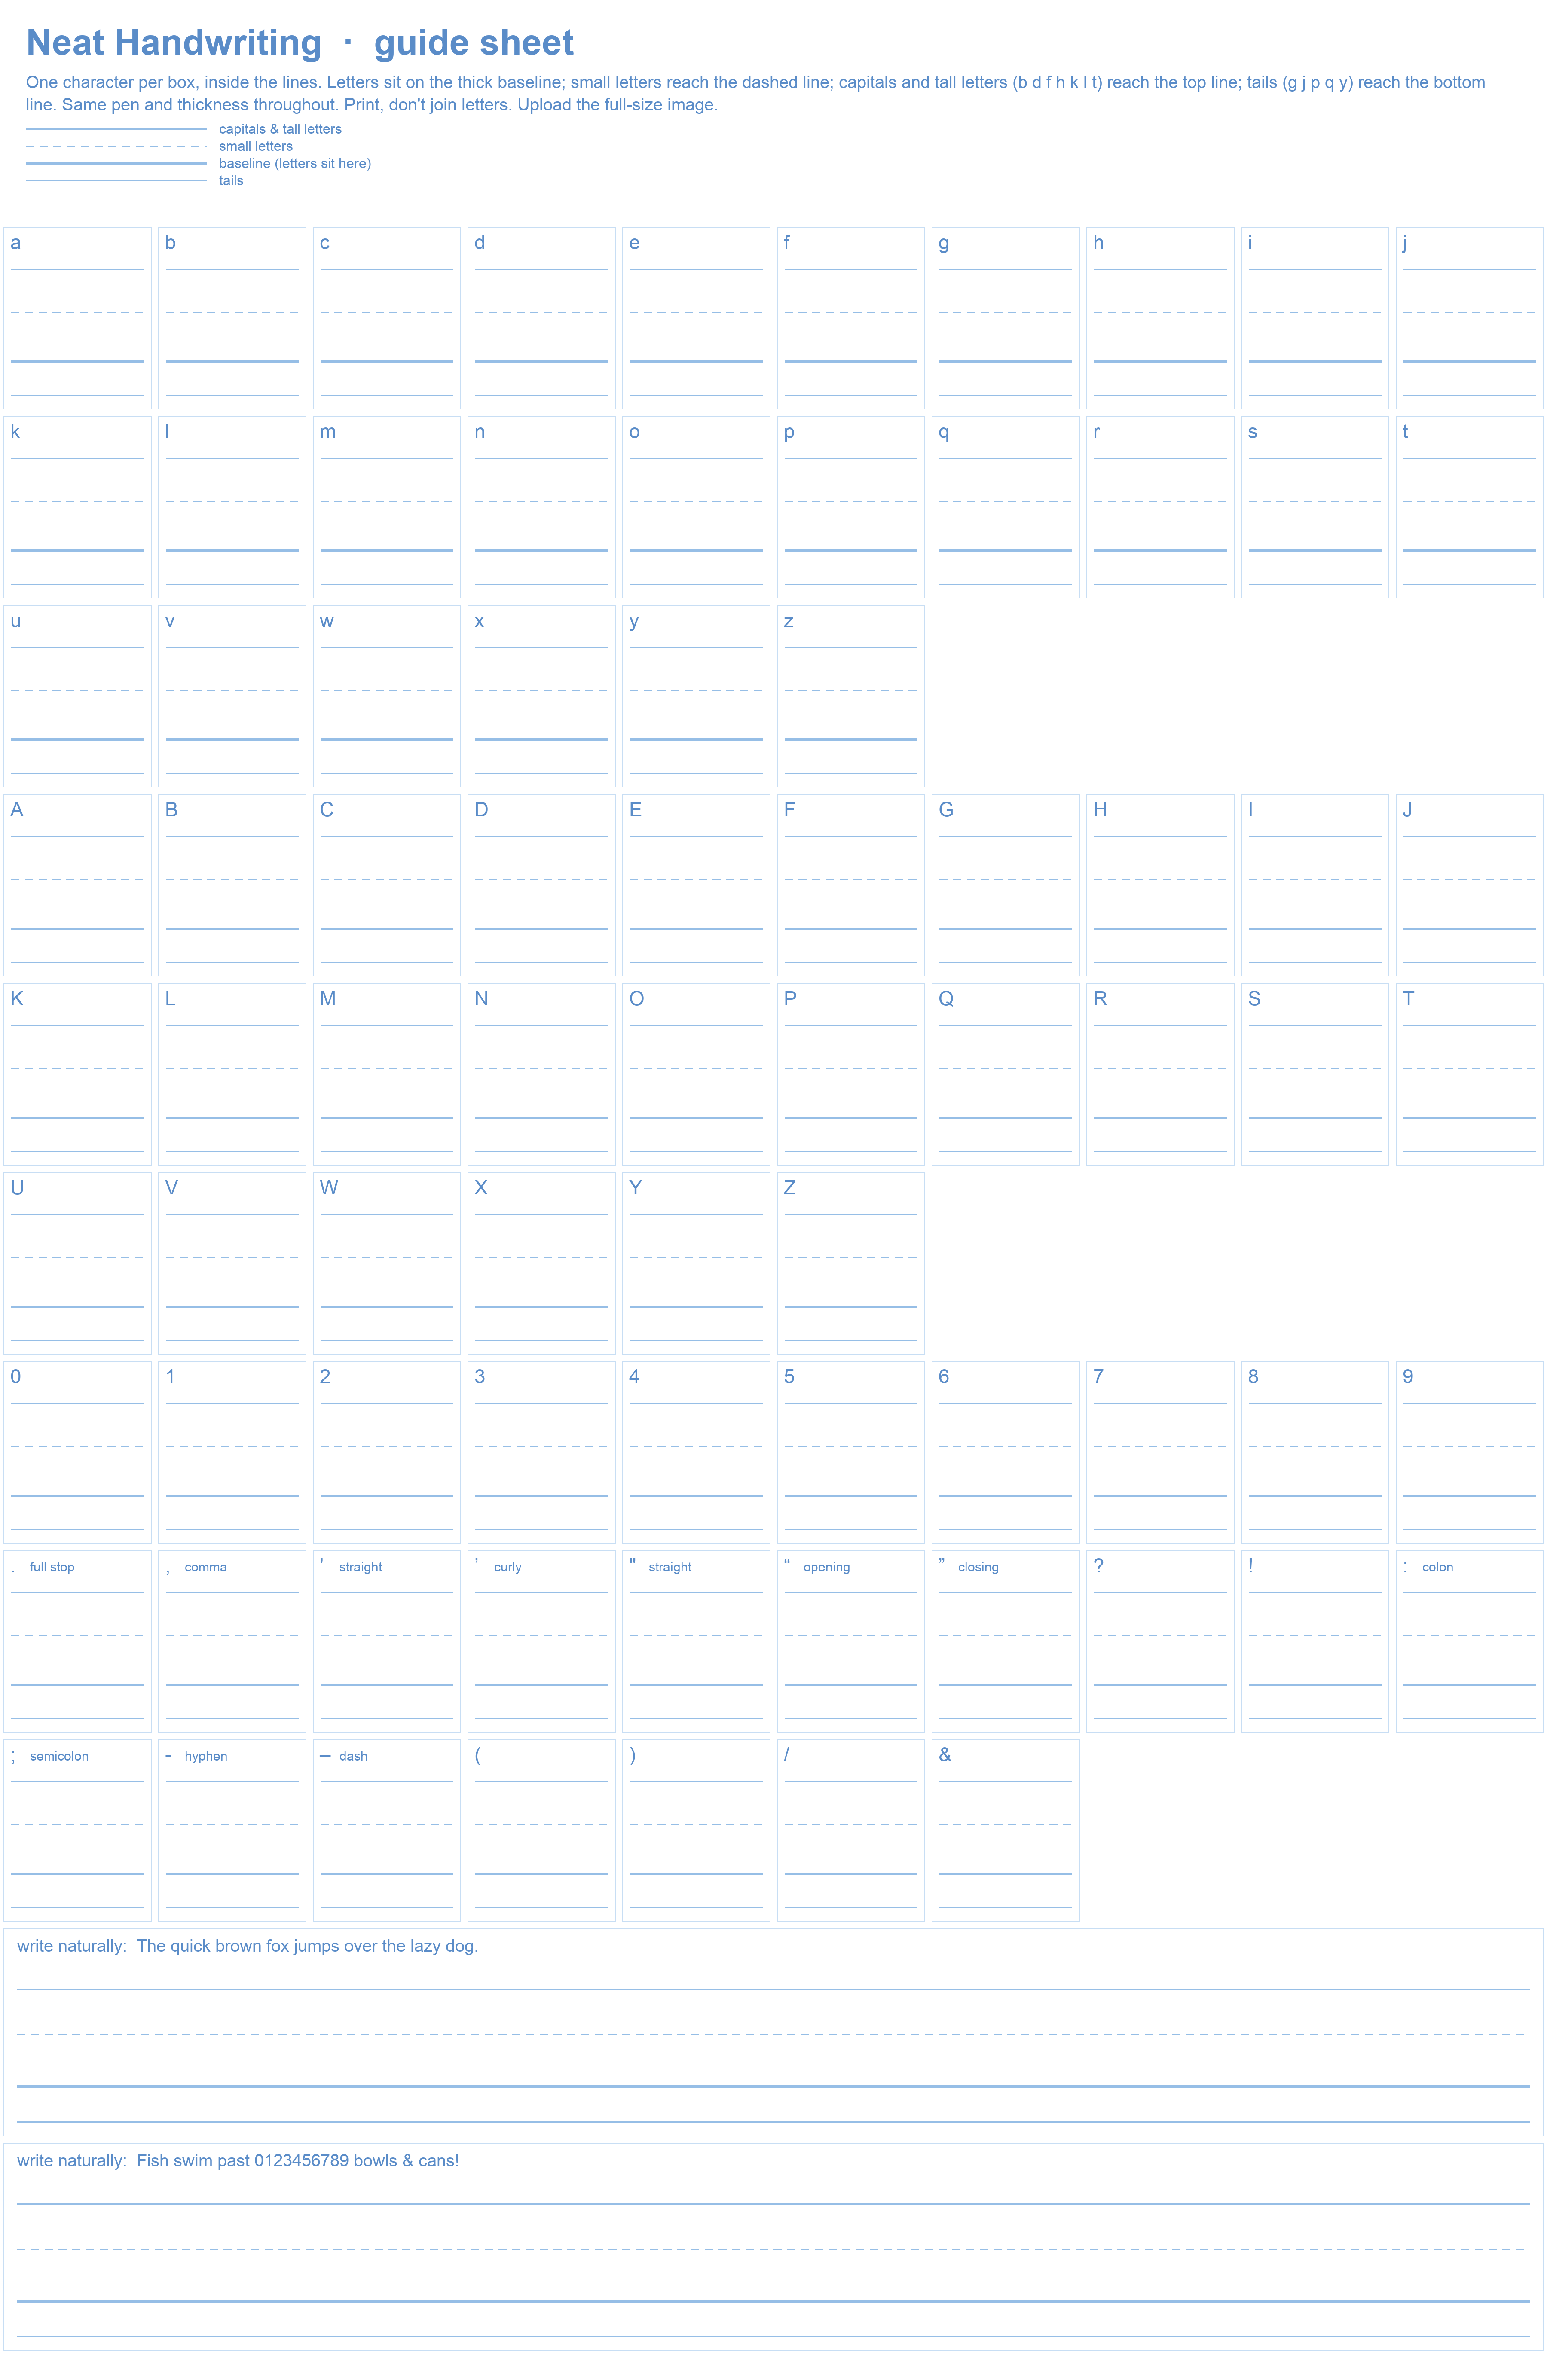 Neat Handwriting · guide sheet
One character per box, inside the lines. Letters sit on the thick baseline; small letters reach the dashed line; capitals and tall letters (b d f h k l t) reach the top line; tails (g j p q y) reach the bottom
line. Same pen and thickness throughout. Print, don't join letters. Upload the full-size image.
capitals & tall letters
small letters
baseline (letters sit here)
tails
a b c d e f g h i j
k l m n o p q r s t
u v w x y z
A B C D E F G H I J
K L M N O P Q R S T
U V W X Y Z
0 1 2 3 4 5 6 7 8 9
. full stop , comma ' straight ’ curly " straight “ opening ” closing ? ! : colon
; semicolon - hyphen – dash ( ) / &
write naturally: The quick brown fox jumps over the lazy dog.
write naturally: Fish swim past 0123456789 bowls & cans!